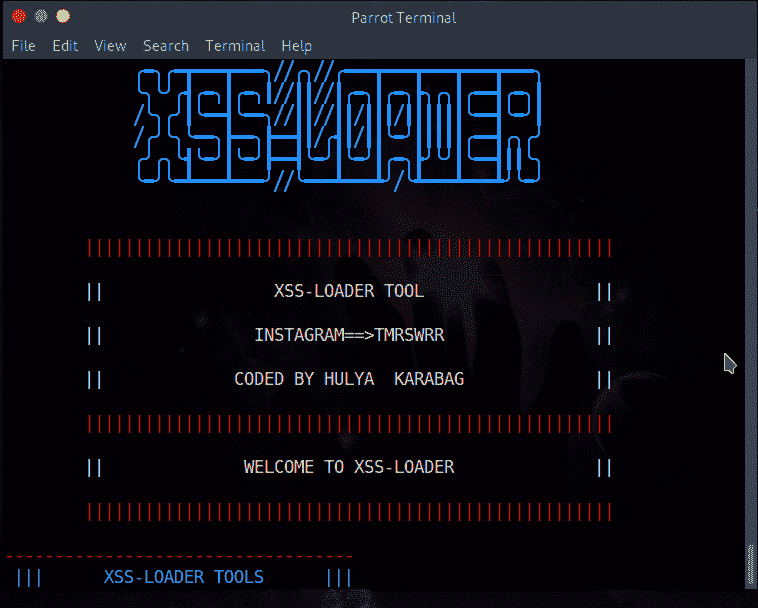 Parrot Terminal
File Edit View Search Terminal Help
XSS-LOADER
XSS-LOADER TOOL
INSTAGRAM==>TMRSWRR
CODED BY HULYA  KARABAG
WELCOME TO XSS-LOADER
XSS-LOADER TOOLS